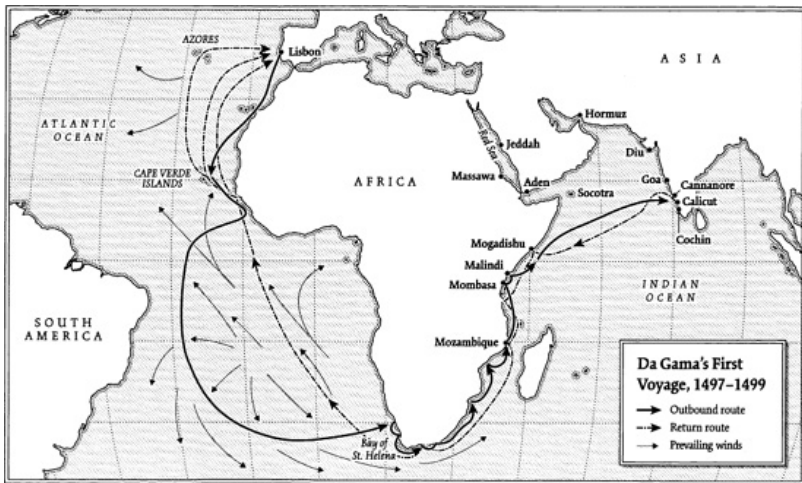 AZORES
Lisbon
ASIA
ATLANTIC
OCEAN
Hormuz
Red Sea
Jeddah
Diu
CAPE VERDE
ISLANDS
AFRICA
Massawa
Aden
Socotra
Goa
Cannanore
Calicut
Cochin
Mogadishu
Malindi
Mombasa
INDIAN
OCEAN
SOUTH
AMERICA
Mozambique
Bay of
St. Helena
Da Gama's First
Voyage, 1497–1499
Outbound route
Return route
Prevailing winds